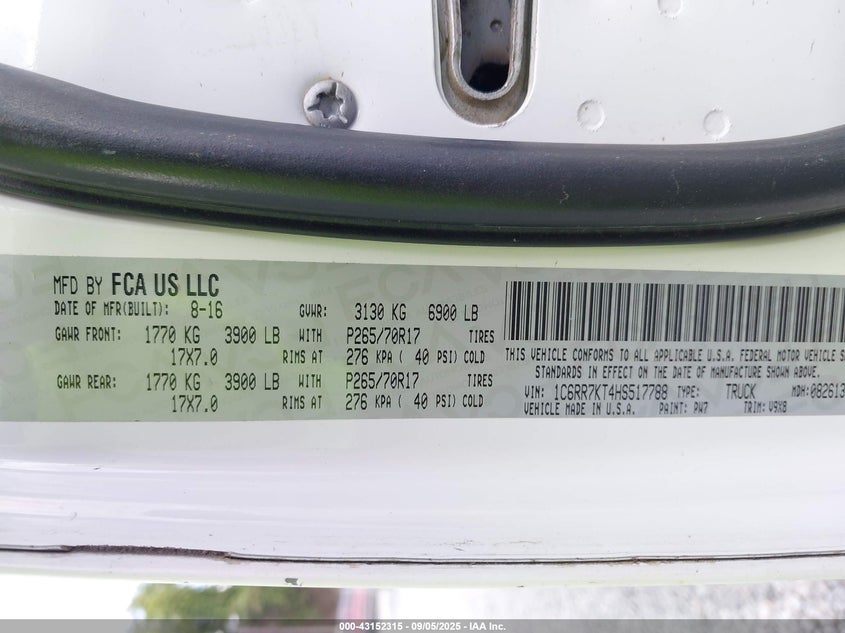 MFD BY FCA US LLC
DATE OF MFR(BUILT): 8-16 GVWR: 3130 KG 6900 LB
GAWR FRONT: 1770 KG 3900 LB WITH P265/70R17 TIRES
17X7.0 RIMS AT 276 KPA ( 40 PSI) COLD
GAWR REAR: 1770 KG 3900 LB WITH P265/70R17 TIRES
17X7.0 RIMS AT 276 KPA ( 40 PSI) COLD
THIS VEHICLE CONFORMS TO ALL APPLICABLE U.S.A. FEDERAL MOTOR VEHICLE S
STANDARDS IN EFFECT ON THE DATE OF MANUFACTURE SHOWN ABOVE.
VIN: 1C6RR7KT4HS517788 TYPE: TRUCK MDH:082613
VEHICLE MADE IN U.S.A. PAINT: PW7 TRIM: V9X8
000-43152315 - 09/05/2025 - IAA Inc.